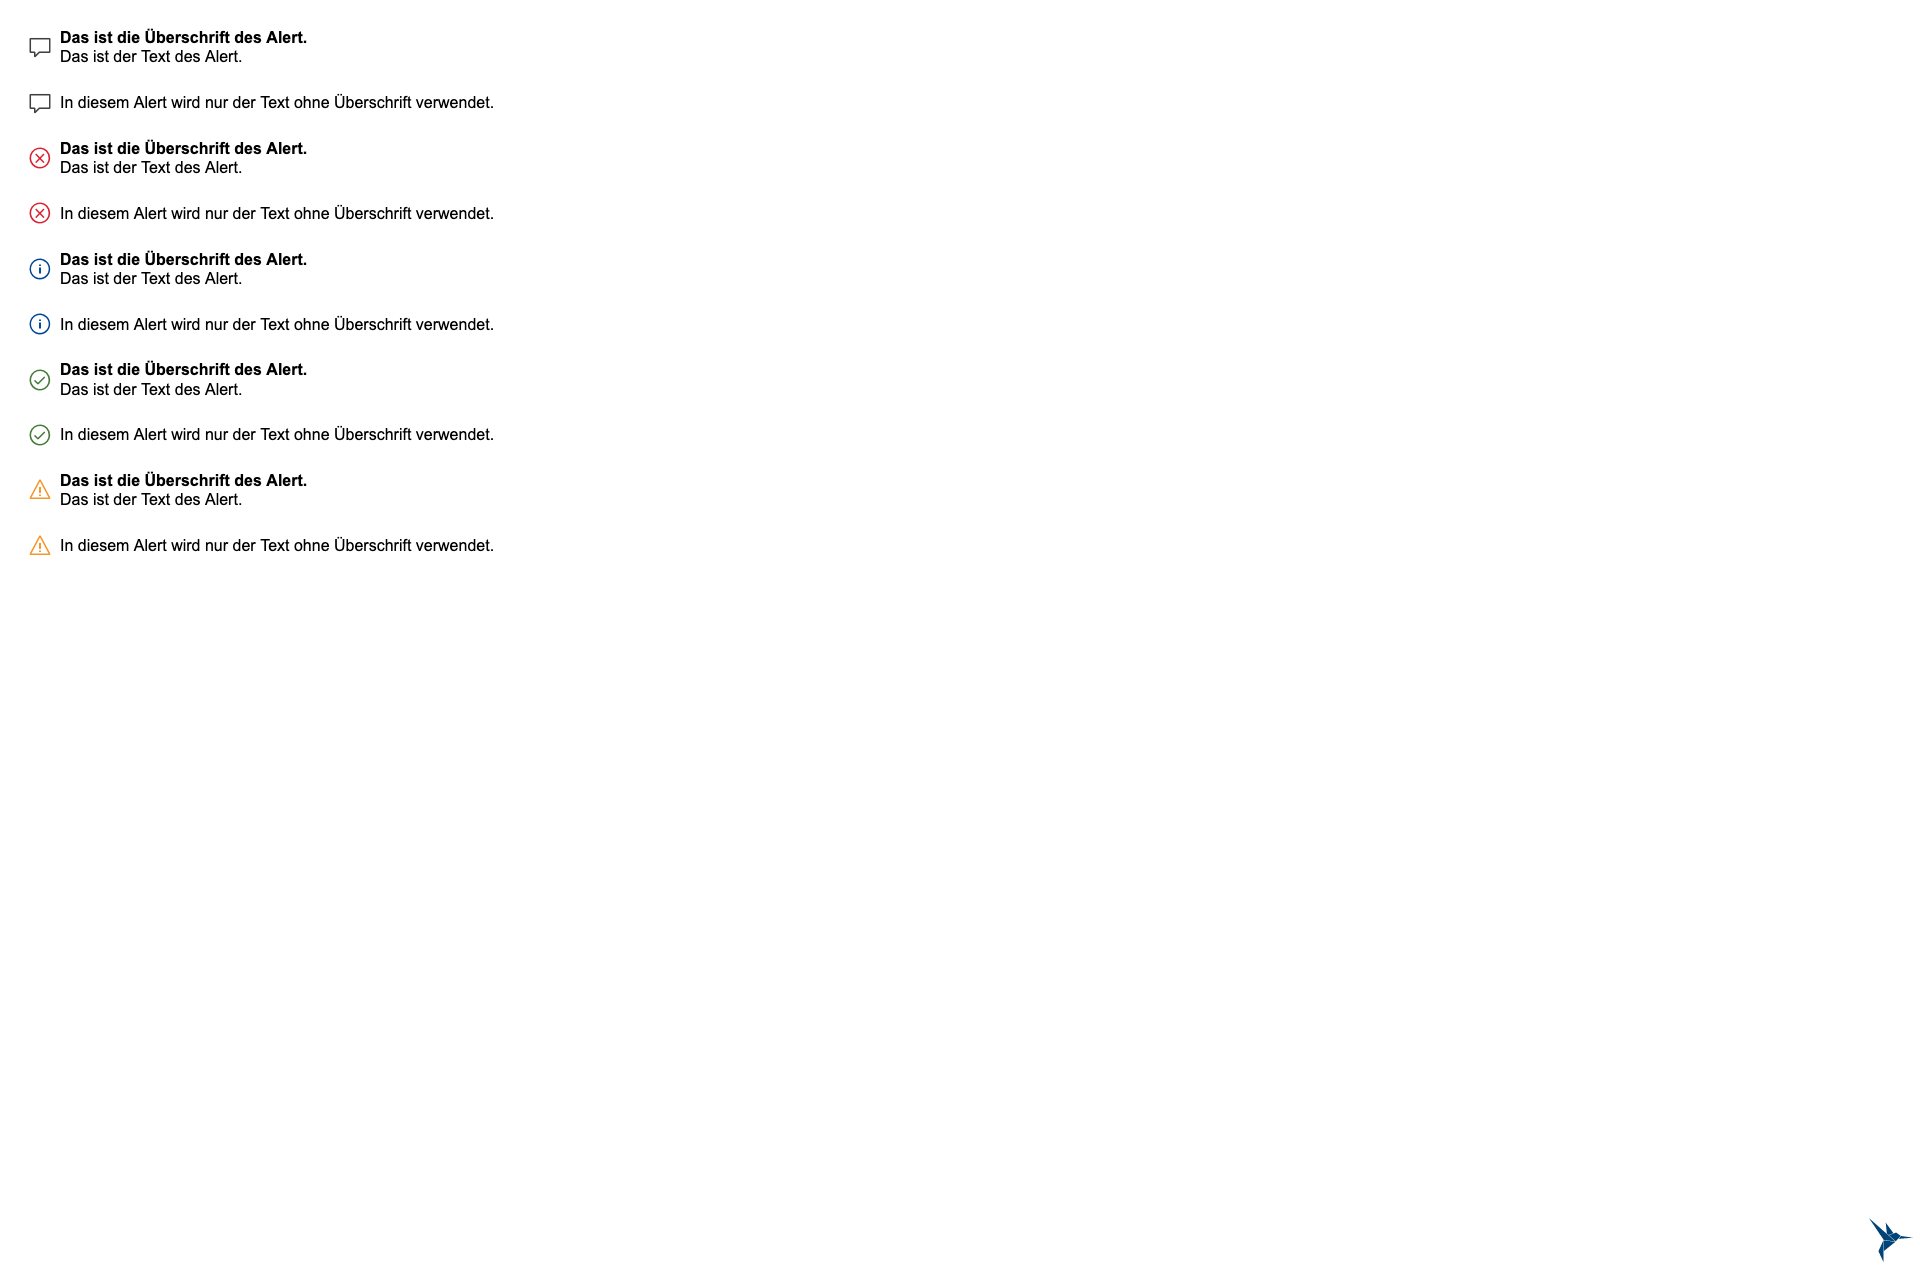 Das ist die Überschrift des Alert.
Das ist der Text des Alert.
In diesem Alert wird nur der Text ohne Überschrift verwendet.
Das ist die Überschrift des Alert.
Das ist der Text des Alert.
In diesem Alert wird nur der Text ohne Überschrift verwendet.
Das ist die Überschrift des Alert.
Das ist der Text des Alert.
In diesem Alert wird nur der Text ohne Überschrift verwendet.
Das ist die Überschrift des Alert.
Das ist der Text des Alert.
In diesem Alert wird nur der Text ohne Überschrift verwendet.
Das ist die Überschrift des Alert.
Das ist der Text des Alert.
In diesem Alert wird nur der Text ohne Überschrift verwendet.